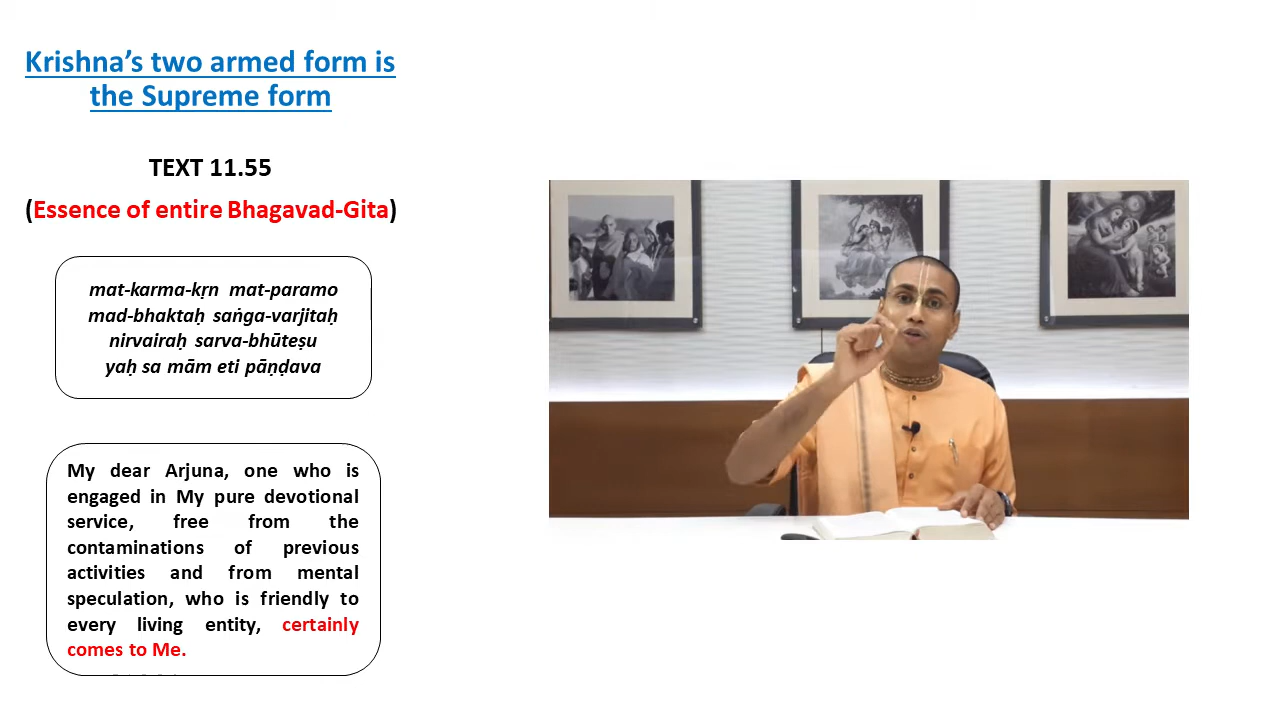 Krishna’s two armed form is
the Supreme form
TEXT 11.55
(Essence of entire Bhagavad-Gita)
mat-karma-kṛn mat-paramo
mad-bhaktaḥ saṅga-varjitaḥ
nirvairaḥ sarva-bhūteṣu
yaḥ sa mām eti pāṇḍava
My dear Arjuna, one who is
engaged in My pure devotional
service, free from the
contaminations of previous
activities and from mental
speculation, who is friendly to
every living entity, certainly
comes to Me.